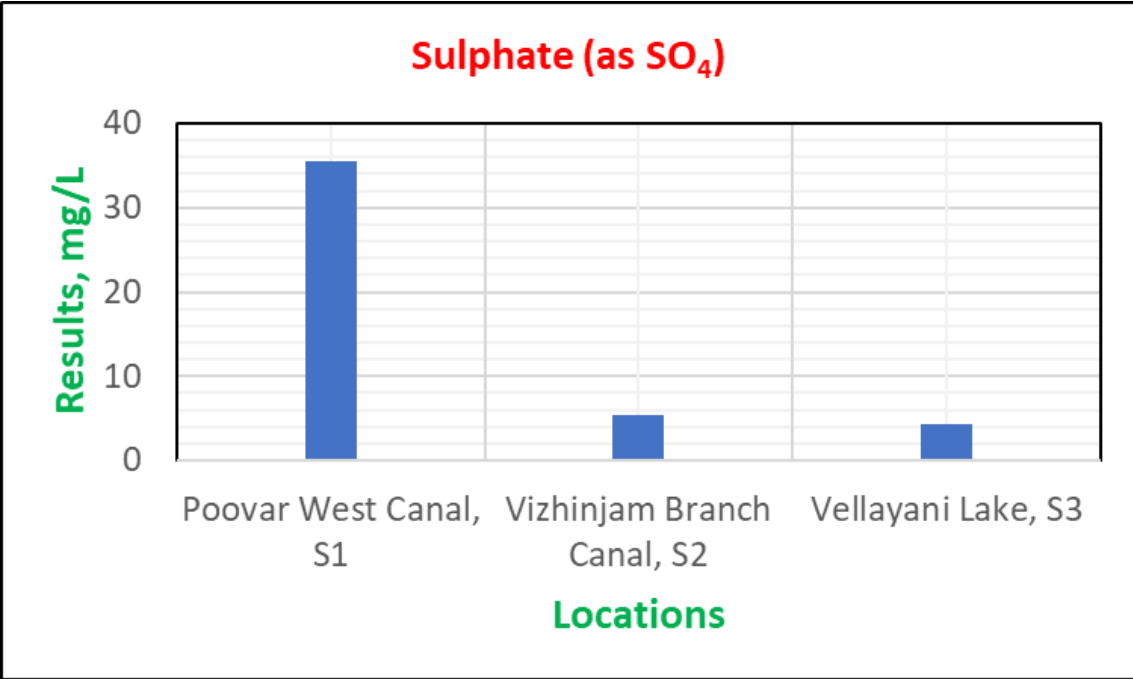 Sulphate (as SO₄)
Results, mg/L
40
30
20
10
0
Poovar West Canal, S1
Vizhinjam Branch Canal, S2
Vellayani Lake, S3
Locations